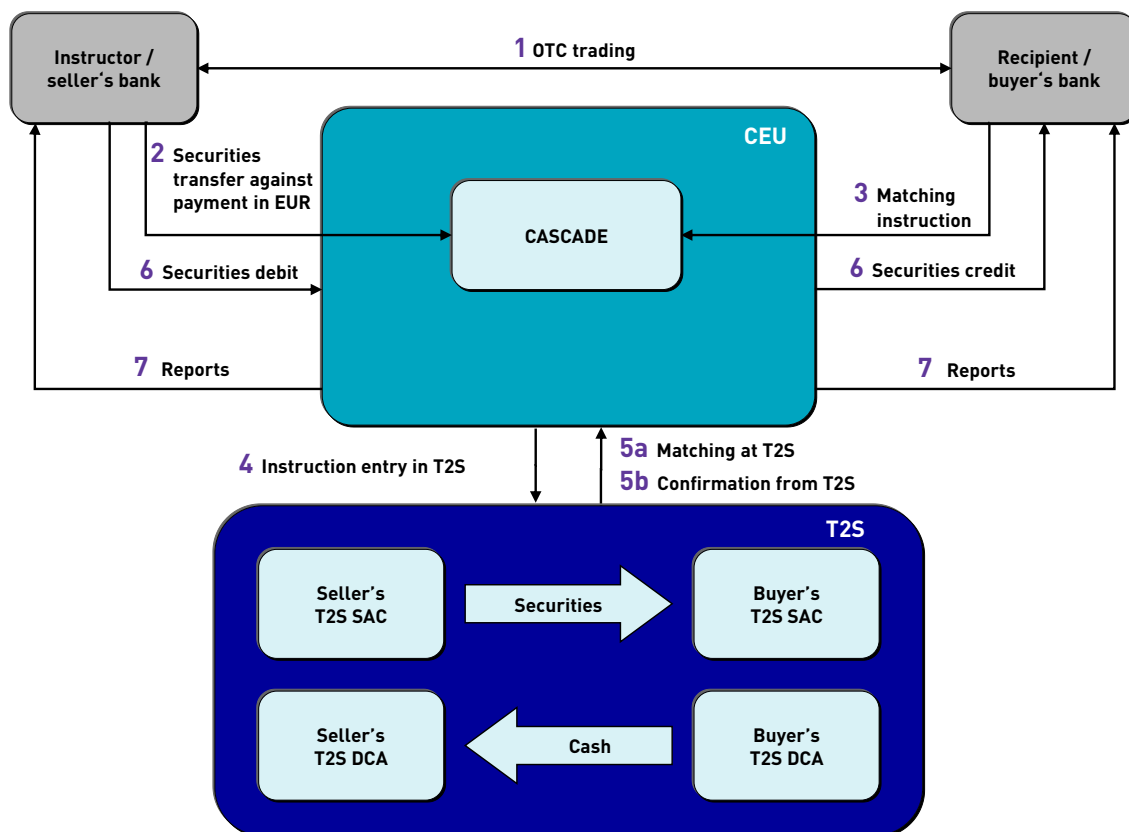 Instructor /
seller‘s bank
1 OTC trading
Recipient /
buyer‘s bank
CEU
2 Securities
transfer against
payment in EUR
CASCADE
3 Matching
instruction
6 Securities debit
6 Securities credit
7 Reports
7 Reports
4 Instruction entry in T2S
5a Matching at T2S
5b Confirmation from T2S
T2S
Seller’s
T2S SAC
Securities
Buyer’s
T2S SAC
Seller’s
T2S DCA
Cash
Buyer’s
T2S DCA